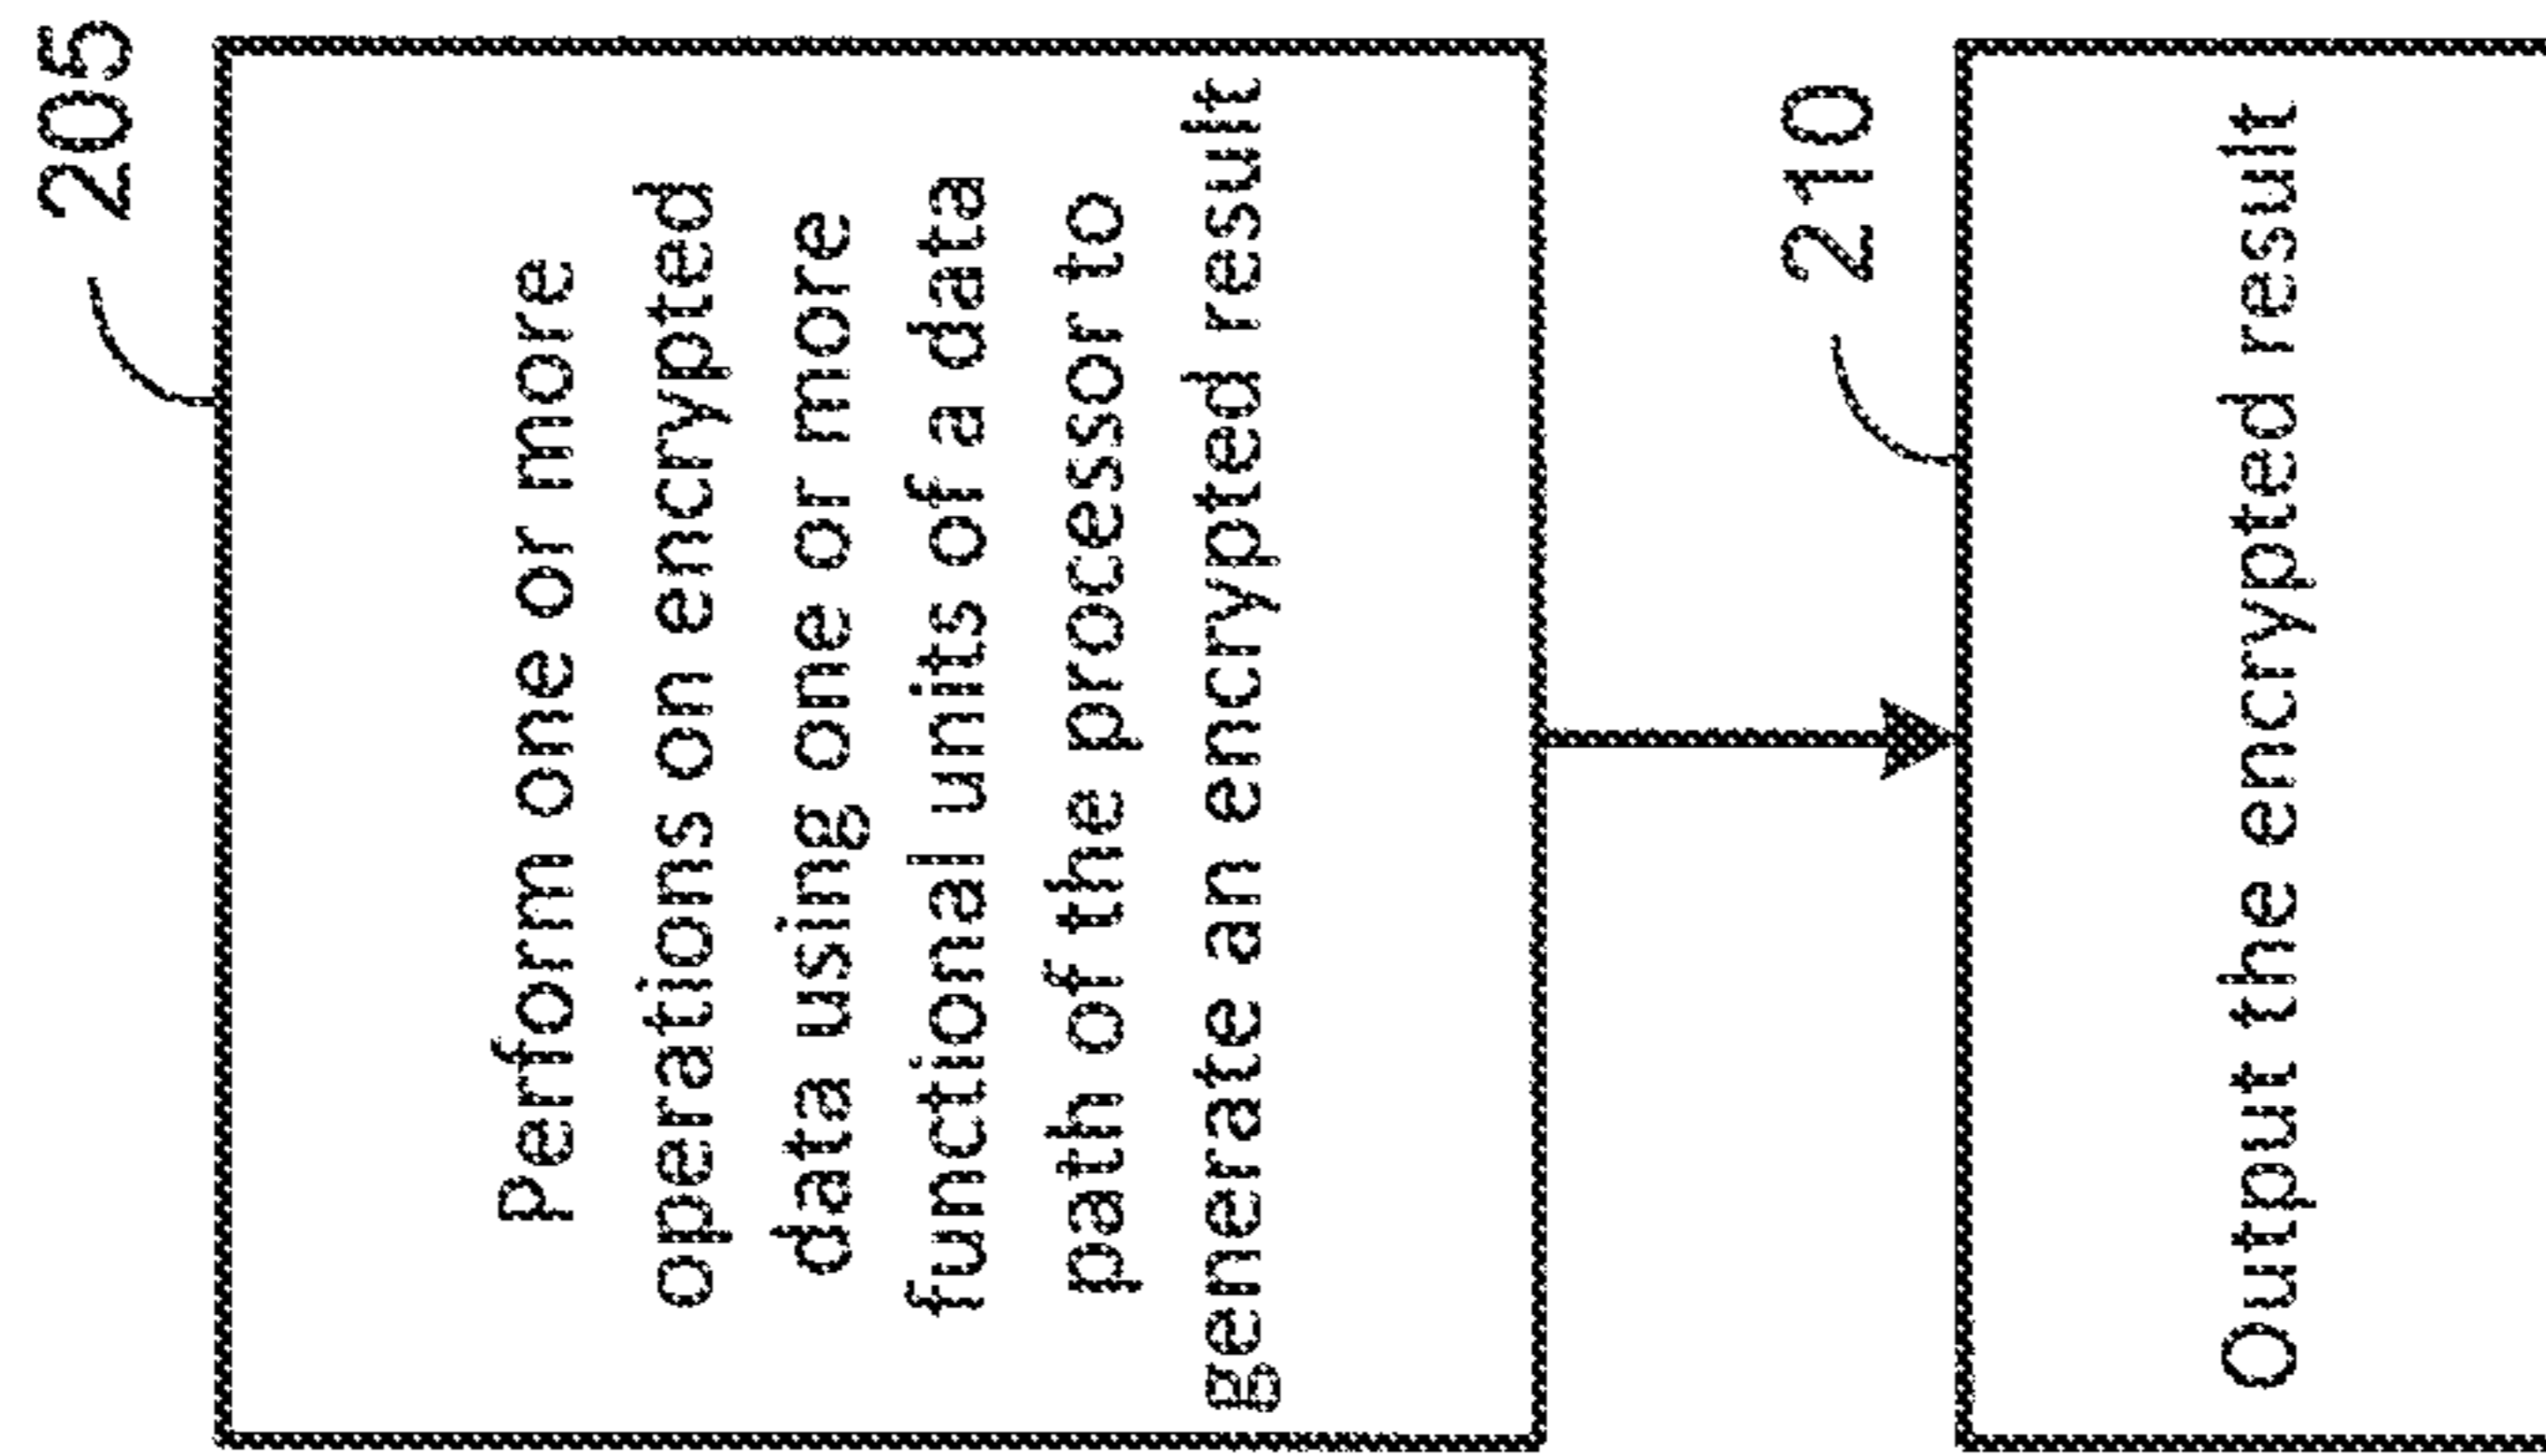 205
Perform one or more
operations on encrypted
data using one or more
functional units of a data
path of the processor to
generate an encrypted result
210
Output the encrypted result